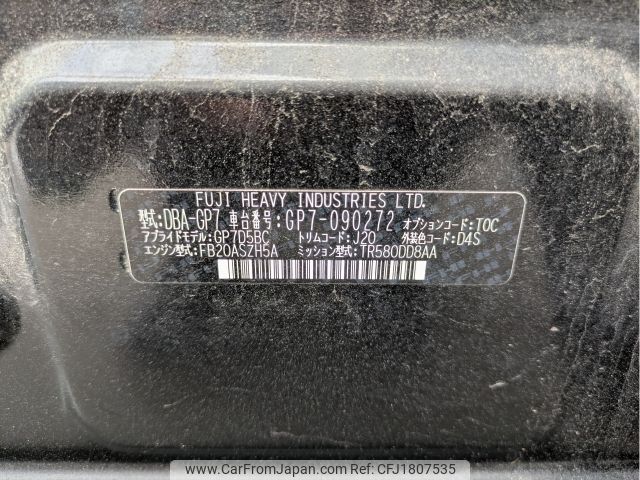 FUJI HEAVY INDUSTRIES LTD.
型式:DBA-GP7 車台番号:GP7-090272 オプションコード:TOC
アプライドモデル:GP7D5BC トリムコード:J20 外装色コード:D4S
エンジン型式:FB20ASZH5A ミッション型式:TR580DD8AA
www.CarFromJapan.com © CarFromJapan - CFJ1807535